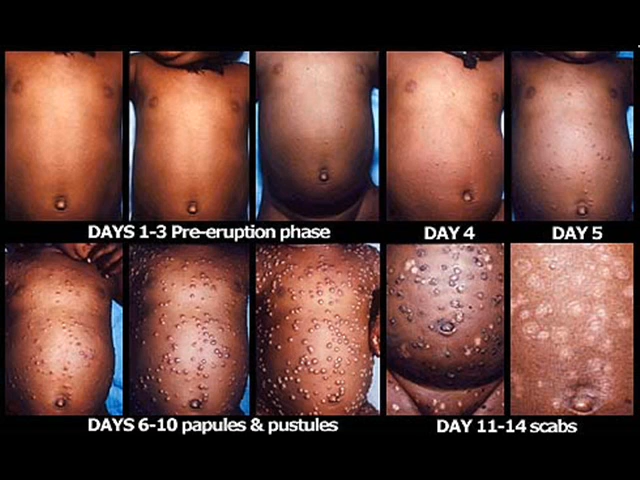 DAYS 1-3 Pre-eruption phase
DAY 4
DAY 5
DAYS 6-10 papules & pustules
DAY 11-14 scabs